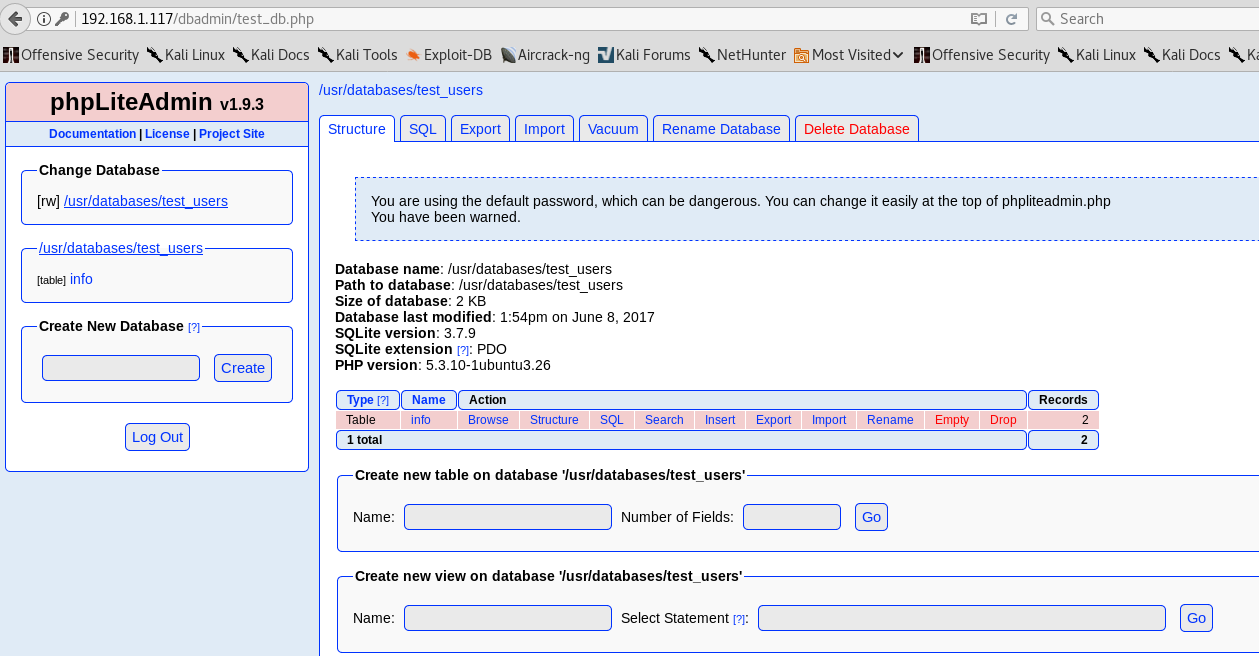 192.168.1.117/dbadmin/test_db.php
Search
Offensive Security Kali Linux Kali Docs Kali Tools Exploit-DB Aircrack-ng Kali Forums NetHunter Most Visited Offensive Security Kali Linux Kali Docs
phpLiteAdmin v1.9.3
Documentation | License | Project Site
Change Database
[rw] /usr/databases/test_users
/usr/databases/test_users
[table] info
Create New Database [?]
Create
Log Out
/usr/databases/test_users
Structure SQL Export Import Vacuum Rename Database Delete Database
You are using the default password, which can be dangerous. You can change it easily at the top of phpliteadmin.php
You have been warned.
Database name: /usr/databases/test_users
Path to database: /usr/databases/test_users
Size of database: 2 KB
Database last modified: 1:54pm on June 8, 2017
SQLite version: 3.7.9
SQLite extension [?]: PDO
PHP version: 5.3.10-1ubuntu3.26
Type [?] Name Action Records
Table info Browse Structure SQL Search Insert Export Import Rename Empty Drop 2
1 total 2
Create new table on database '/usr/databases/test_users'
Name: Number of Fields: Go
Create new view on database '/usr/databases/test_users'
Name: Select Statement [?]: Go